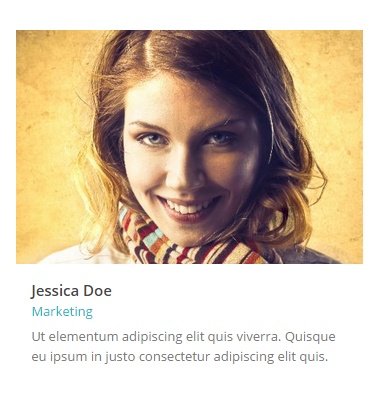 Jessica Doe
Marketing
Ut elementum adipiscing elit quis viverra. Quisque
eu ipsum in justo consectetur adipiscing elit quis.